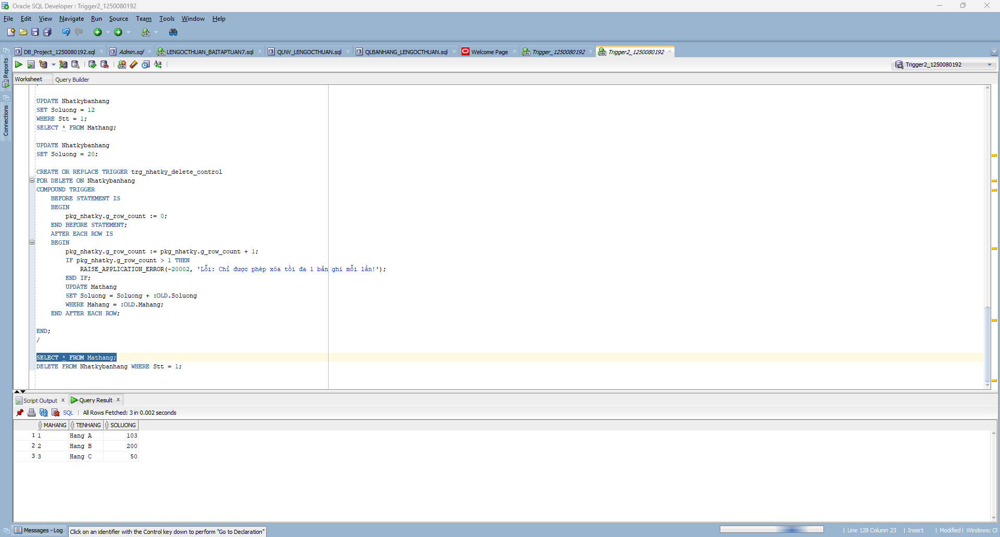 Oracle SQL Developer : Trigger2_1250080192
File Edit View Navigate Run Source Team Tools Window Help
DB_Project_1250080192.sql Admin.sql LENGOCTHUAN_BAITAPTUAN7.sql QLNV_LENGOCTHUAN.sql QLBANHANG_LENGOCTHUAN.sql Welcome Page Trigger_1250080192 Trigger2_1250080192
Reports
Connections
Trigger2_1250080192
Worksheet Query Builder
UPDATE Nhatkybanhang
SET Soluong = 12
WHERE Stt = 1;
SELECT * FROM Mathang;
UPDATE Nhatkybanhang
SET Soluong = 20;
CREATE OR REPLACE TRIGGER trg_nhatky_delete_control
FOR DELETE ON Nhatkybanhang
COMPOUND TRIGGER
BEFORE STATEMENT IS
BEGIN
pkg_nhatky.g_row_count := 0;
END BEFORE STATEMENT;
AFTER EACH ROW IS
BEGIN
pkg_nhatky.g_row_count := pkg_nhatky.g_row_count + 1;
IF pkg_nhatky.g_row_count > 1 THEN
RAISE_APPLICATION_ERROR(-20002, 'Lỗi: Chỉ được phép xóa tối đa 1 bản ghi mỗi lần!');
END IF;
UPDATE Mathang
SET Soluong = Soluong + :OLD.Soluong
WHERE Mahang = :OLD.Mahang;
END AFTER EACH ROW;
END;
/
SELECT * FROM Mathang;
DELETE FROM Nhatkybanhang WHERE Stt = 1;
Script Output x Query Result x
SQL | All Rows Fetched: 3 in 0.002 seconds
MAHANG TENHANG SOLUONG
1 1 Hang A 103
2 2 Hang B 200
3 3 Hang C 50
Messages - Log Click on an identifier with the Control key down to perform "Go to Declaration" | Line 128 Column 23 | Insert | Modified | Windows: CF